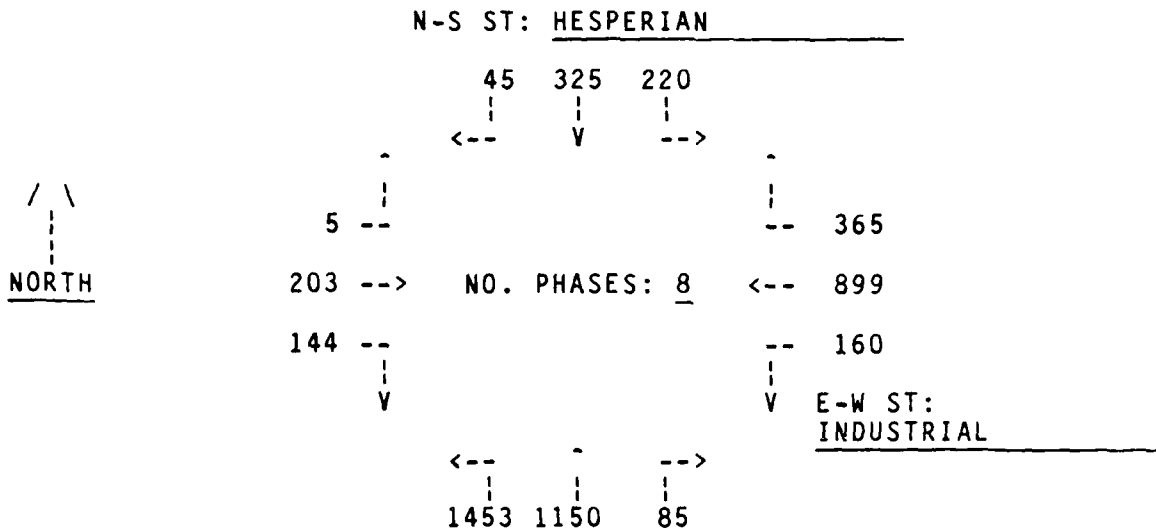 N-S ST: HESPERIAN
45 325 220
<-- V -->
5 -- -- 365
NORTH 203 --> NO. PHASES: 8 <-- 899
144 -- -- 160
V V E-W ST:
INDUSTRIAL
<-- ^ -->
1453 1150 85